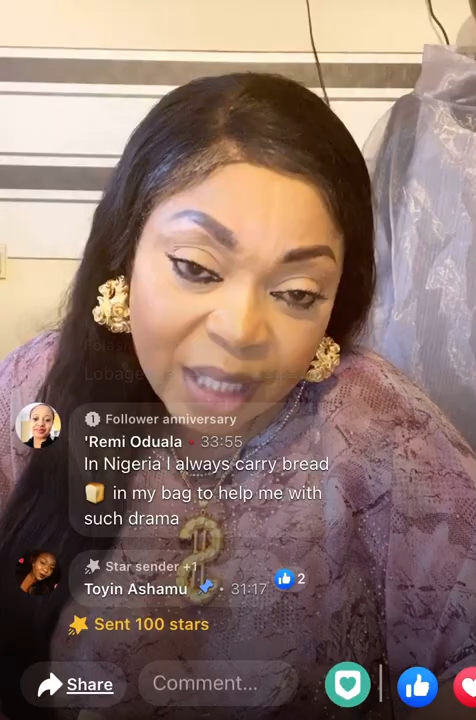 Follower anniversary
'Remi Oduala • 33:55
In Nigeria I always carry bread
🍞 in my bag to help me with
such drama
Star sender +1
Toyin Ashamu 📌 • 31:17
2
Sent 100 stars
Share
Comment...